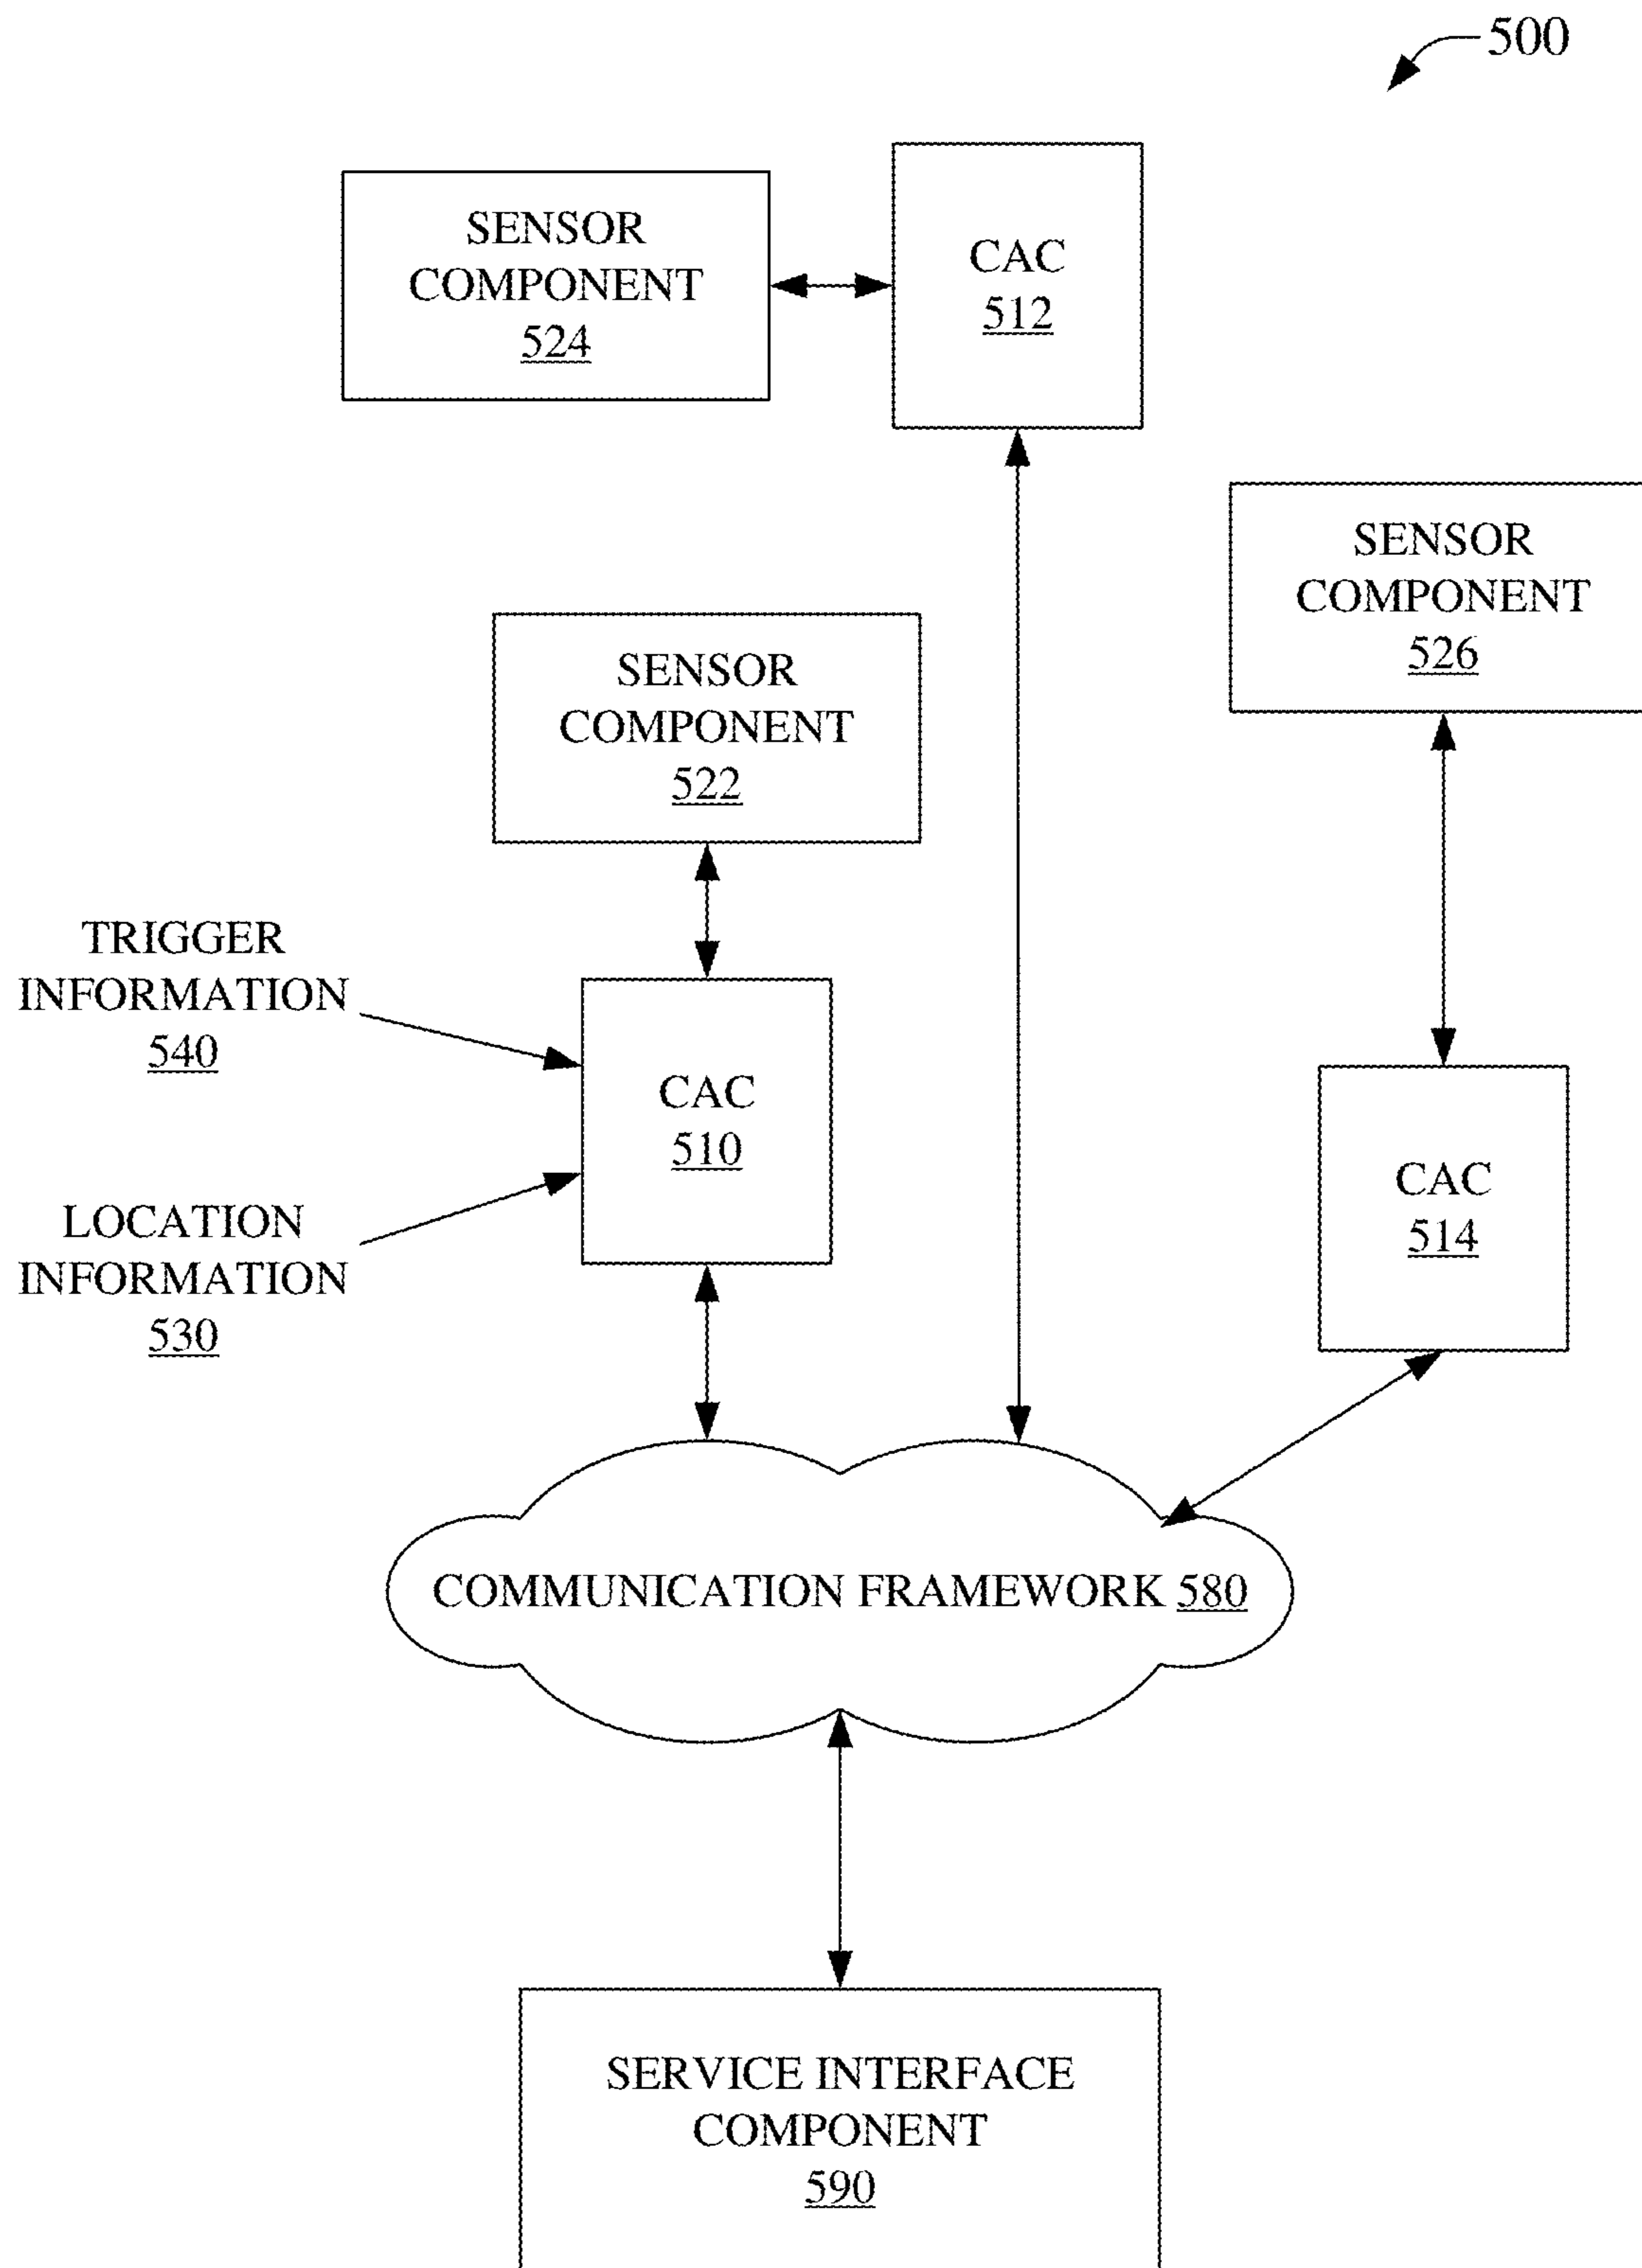 500
SENSOR
COMPONENT
524
CAC
512
SENSOR
COMPONENT
526
SENSOR
COMPONENT
522
TRIGGER
INFORMATION
540
CAC
510
LOCATION
INFORMATION
530
CAC
514
COMMUNICATION FRAMEWORK 580
SERVICE INTERFACE
COMPONENT
590